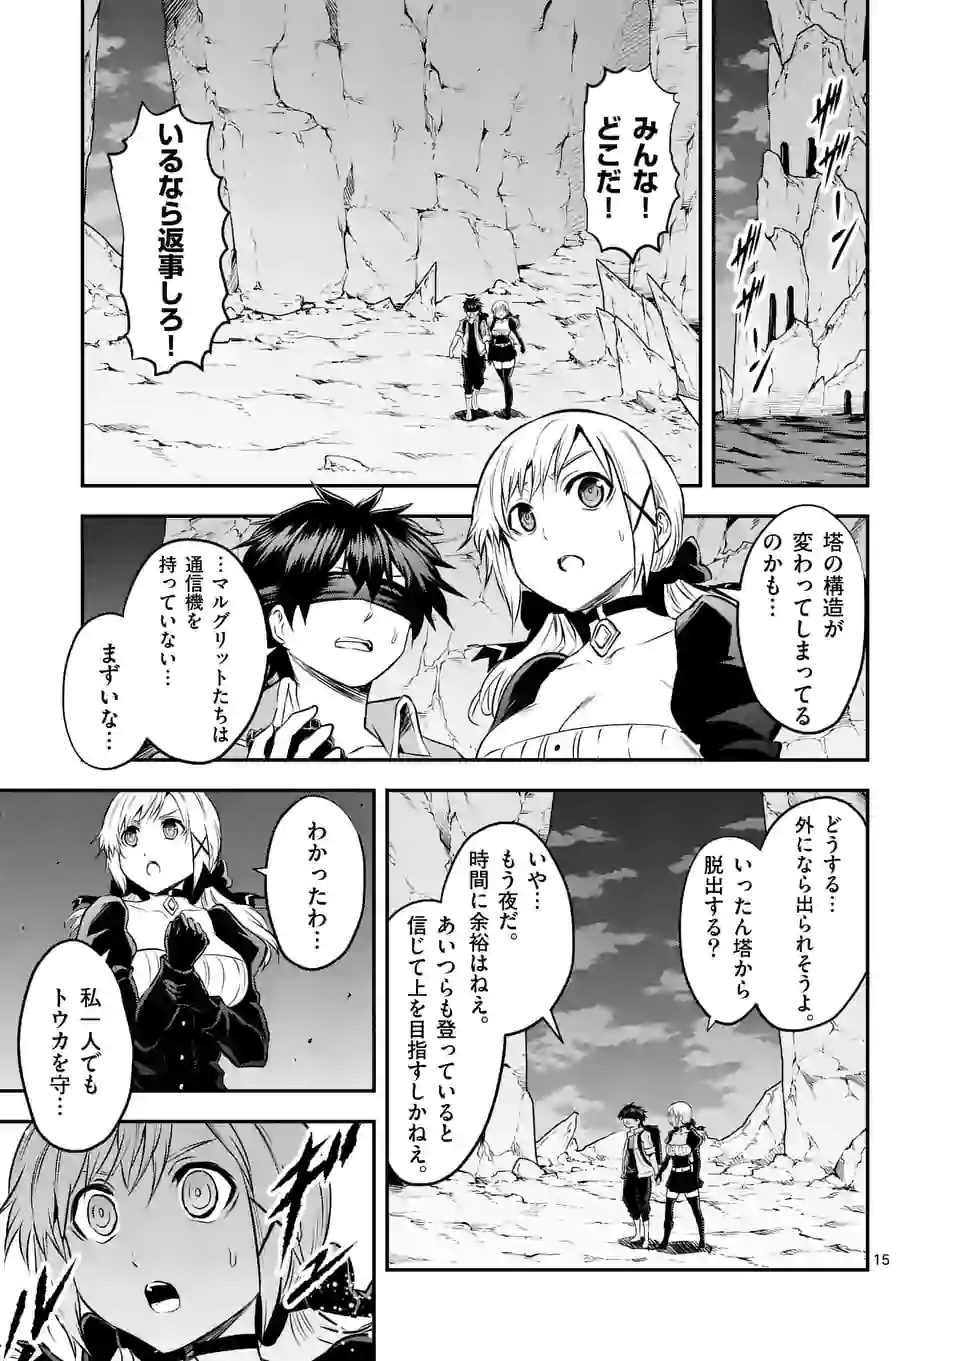 ザザーン
ザザ
みんな!
どこだ!
いるなら返事しろ!
塔の構造が
変わってしまってる
のかも…
…マルグリットたちは
通信機を
持っていない…
まずいな…
どうする…
外になら出られそうよ。
いったん塔から
脱出する?
いや…
もう夜だ。
時間に余裕はねえ。
あいつらも登っていると
信じて上を目指すしかねえ。
わかったわ…
私一人でも
トウカを守…
15